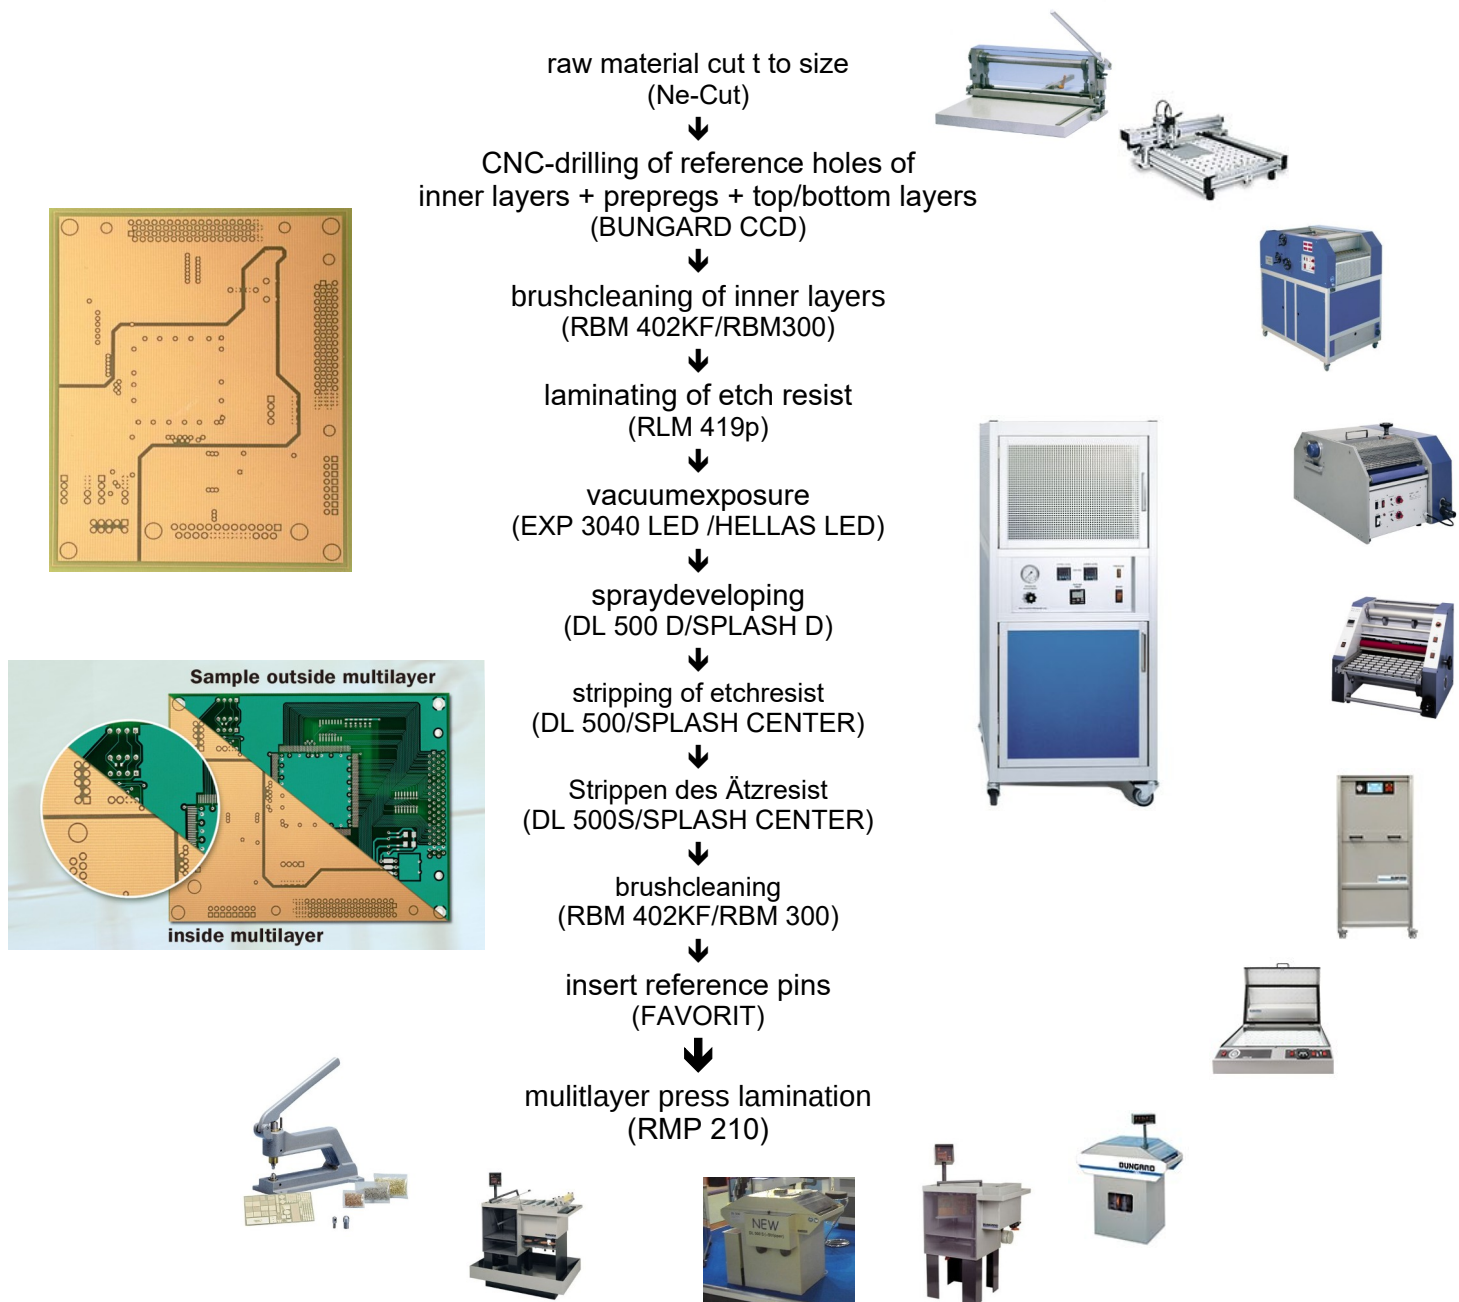 raw material cut t to size
(Ne-Cut)
CNC-drilling of reference holes of
inner layers + prepregs + top/bottom layers
(BUNGARD CCD)
brushcleaning of inner layers
(RBM 402KF/RBM300)
laminating of etch resist
(RLM 419p)
vacuumexposure
(EXP 3040 LED /HELLAS LED)
spraydeveloping
(DL 500 D/SPLASH D)
stripping of etchresist
(DL 500/SPLASH CENTER)
Strippen des Ätzresist
(DL 500S/SPLASH CENTER)
brushcleaning
(RBM 402KF/RBM 300)
insert reference pins
(FAVORIT)
mulitlayer press lamination
(RMP 210)
Sample outside multilayer
inside multilayer
NEW
BUNGARD